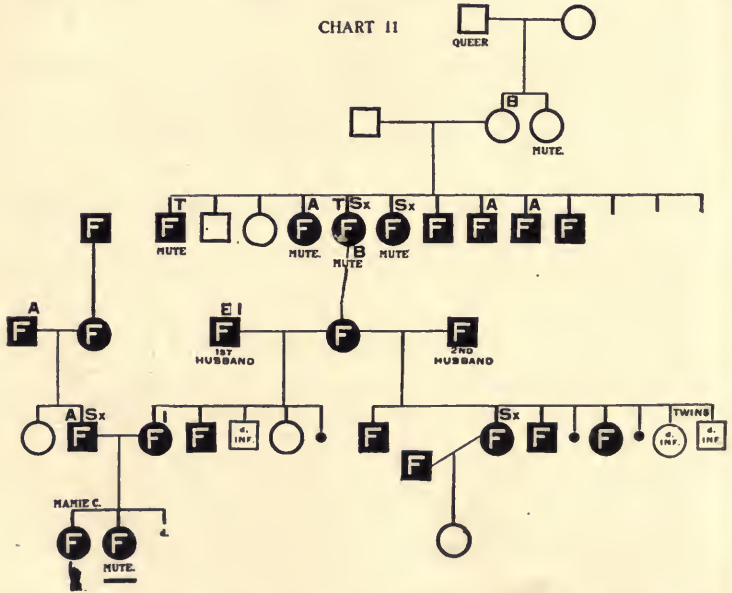 CHART 11
QUEER
B
MUTE.
T A T Sx Sx A A
F F F F F F F F
MUTE MUTE. MUTE B MUTE
F
A E I
F F F F F
1ST HUSBAND 2ND HUSBAND
A Sx I Sx TWINS
F F F d. INF. F F F F d. INF. d. INF.
F
MAMIE C.
F F d.
MUTE.